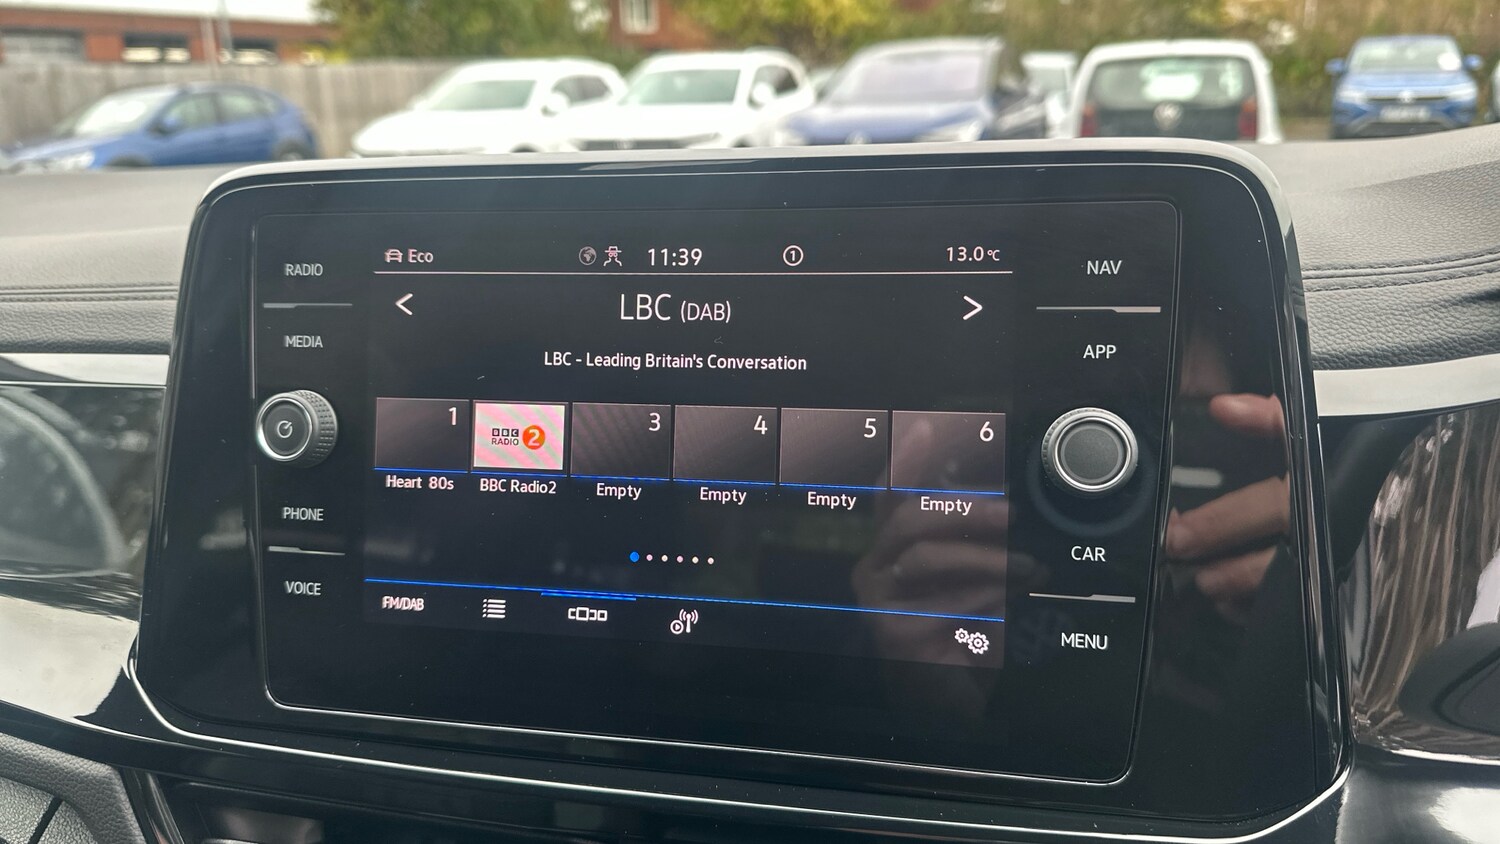 RADIO
MEDIA
PHONE
VOICE
Eco
11:39
1
13.0°C
LBC (DAB)
LBC - Leading Britain's Conversation
1
BBC
RADIO 2
3
4
5
6
Heart 80s
BBC Radio2
Empty
Empty
Empty
Empty
FM/DAB
NAV
APP
CAR
MENU